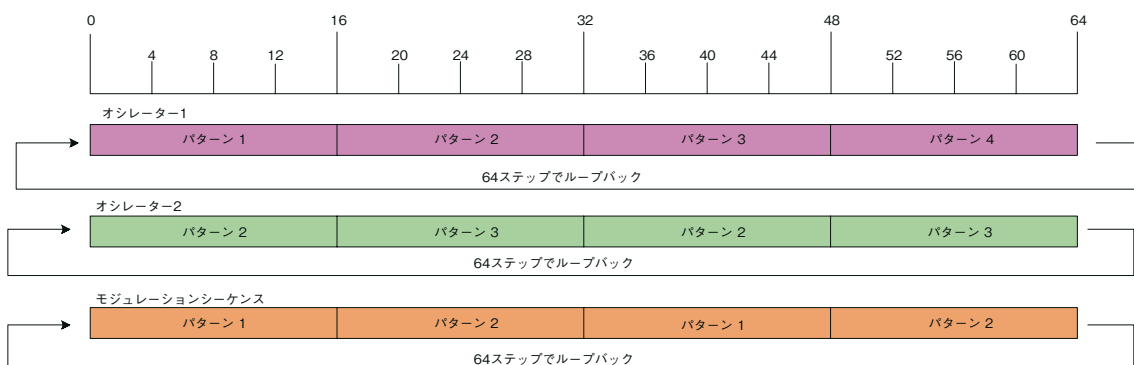 0 16 32 48 64
4 8 12 20 24 28 36 40 44 52 56 60
オシレーター1
パターン 1 パターン 2 パターン 3 パターン 4
64ステップでループバック
オシレーター2
パターン 2 パターン 3 パターン 2 パターン 3
64ステップでループバック
モジュレーションシーケンス
パターン 1 パターン 2 パターン 1 パターン 2
64ステップでループバック